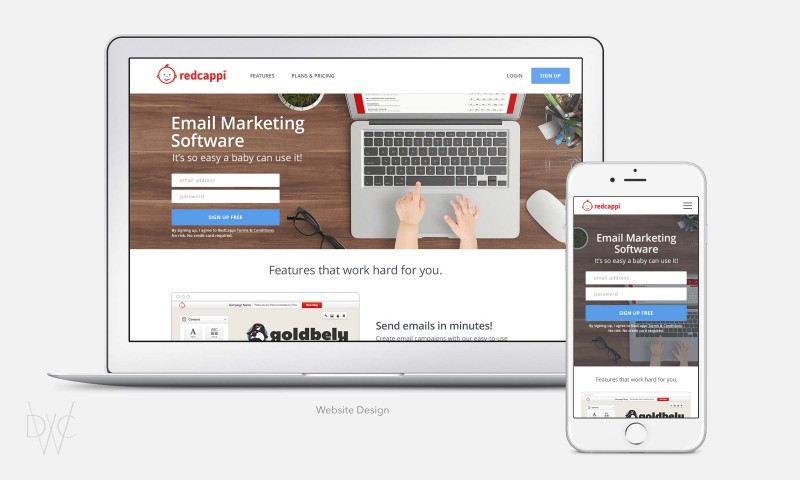 redcappi
FEATURES
PLANS & PRICING
LOGIN
SIGN UP
Email Marketing
Software
It's so easy a baby can use it!
email address
password
SIGN UP FREE
By signing up, I agree to RedCappi Terms & Conditions.
No risk. No credit card required.
Features that work hard for you.
Campaign Name
Content
goldbely
Send emails in minutes!
Create email campaigns with our easy-to-use
redcappi
Email Marketing
Software
It's so easy a baby can use it!
email address
password
SIGN UP FREE
By signing up, I agree to RedCappi Terms & Conditions.
No risk. No credit card required.
Features that work hard for you.
goldbely
Website Design
DWC